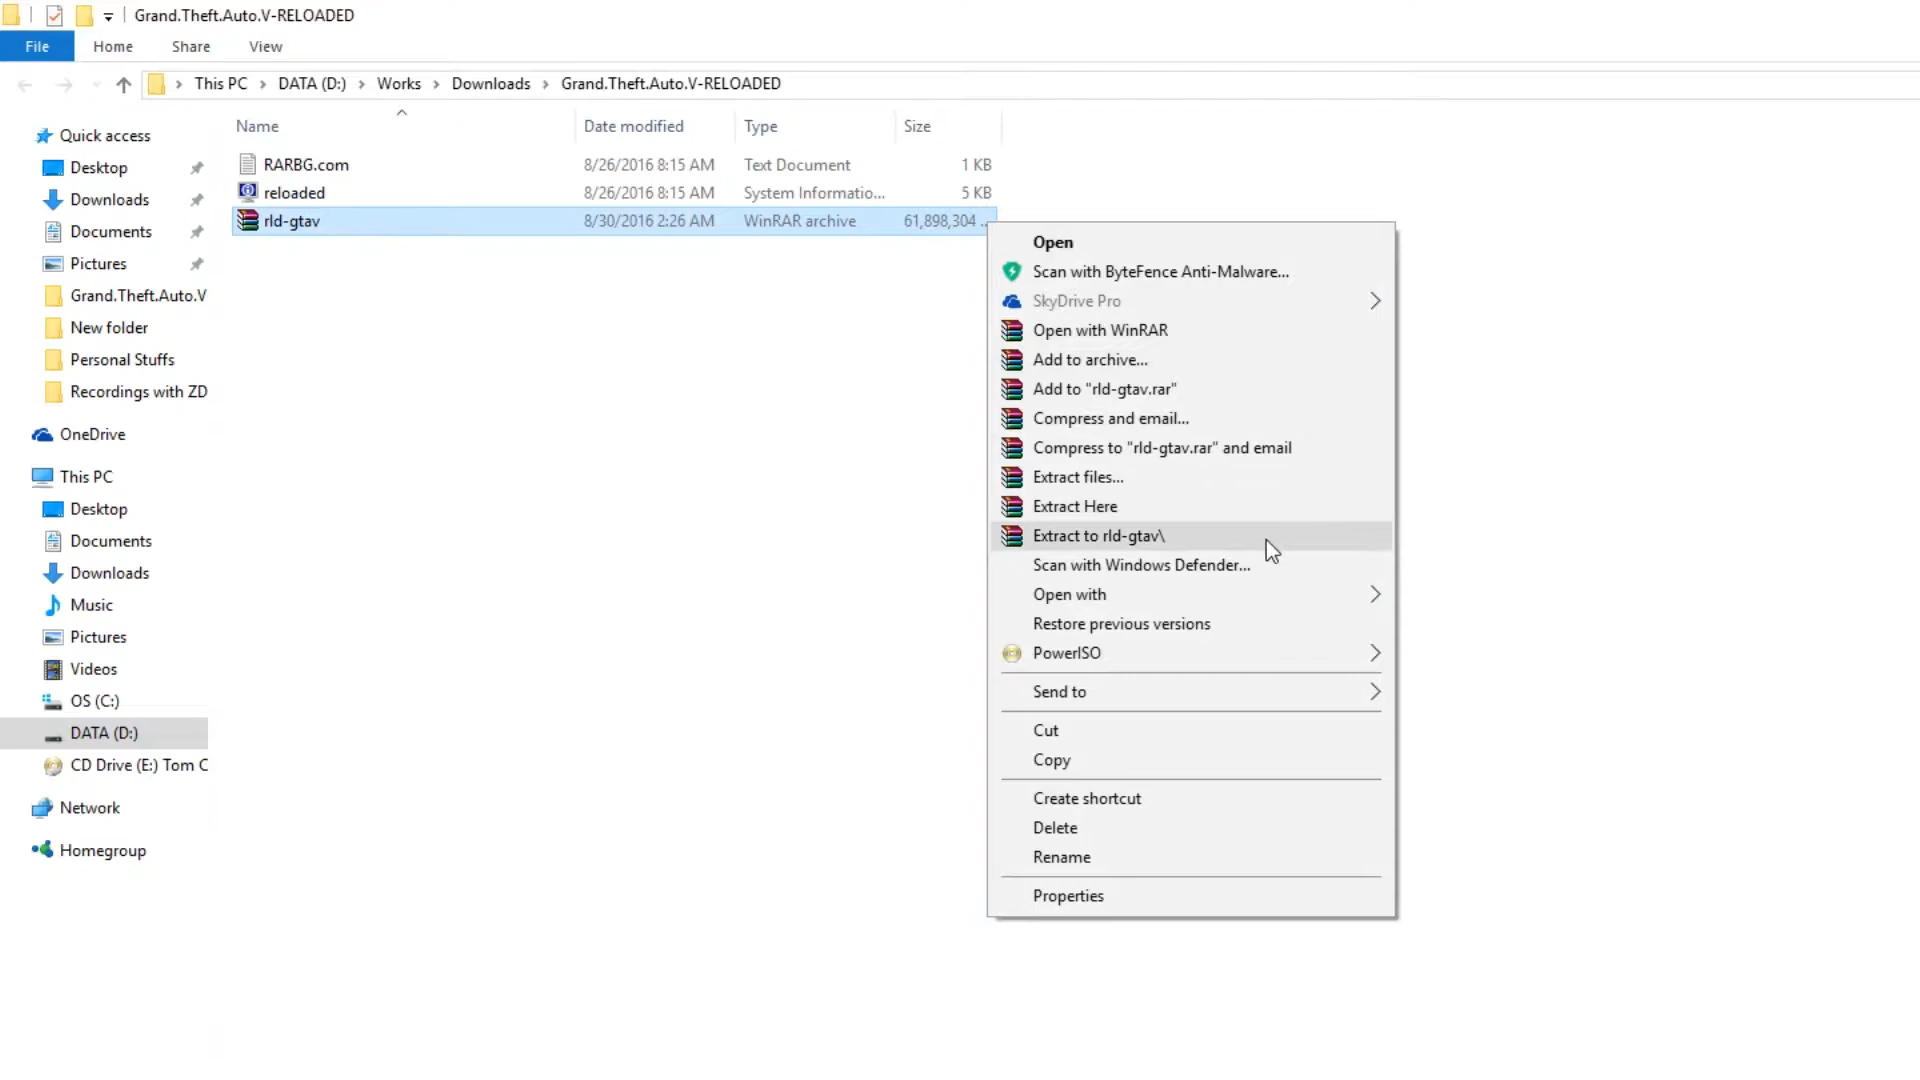 Grand.Theft.Auto.V-RELOADED
File Home Share View
This PC DATA (D:) Works Downloads Grand.Theft.Auto.V-RELOADED
Name Date modified Type Size
RARBG.com 8/26/2016 8:15 AM Text Document 1 KB
reloaded 8/26/2016 8:15 AM System Informatio... 5 KB
rld-gtav 8/30/2016 2:26 AM WinRAR archive 61,898,304 ...
Quick access
Desktop
Downloads
Documents
Pictures
Grand.Theft.Auto.V
New folder
Personal Stuffs
Recordings with ZD
OneDrive
This PC
Desktop
Documents
Downloads
Music
Pictures
Videos
OS (C:)
DATA (D:)
CD Drive (E:) Tom C
Network
Homegroup
Open
Scan with ByteFence Anti-Malware...
SkyDrive Pro
Open with WinRAR
Add to archive...
Add to "rld-gtav.rar"
Compress and email...
Compress to "rld-gtav.rar" and email
Extract files...
Extract Here
Extract to rld-gtav\
Scan with Windows Defender...
Open with
Restore previous versions
PowerISO
Send to
Cut
Copy
Create shortcut
Delete
Rename
Properties